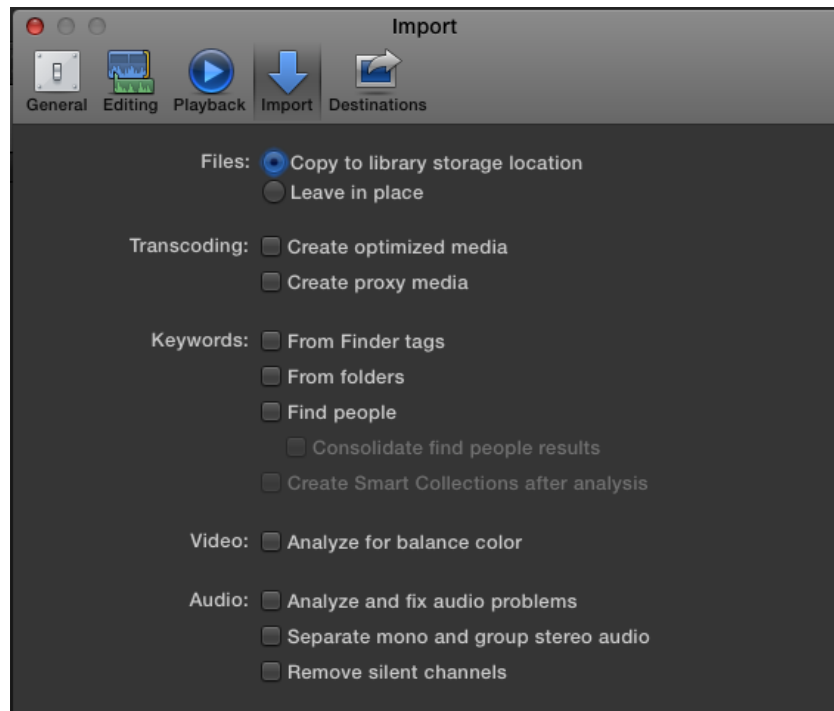 Import
General Editing Playback Import Destinations
Files: Copy to library storage location
Leave in place
Transcoding: Create optimized media
Create proxy media
Keywords: From Finder tags
From folders
Find people
Consolidate find people results
Create Smart Collections after analysis
Video: Analyze for balance color
Audio: Analyze and fix audio problems
Separate mono and group stereo audio
Remove silent channels